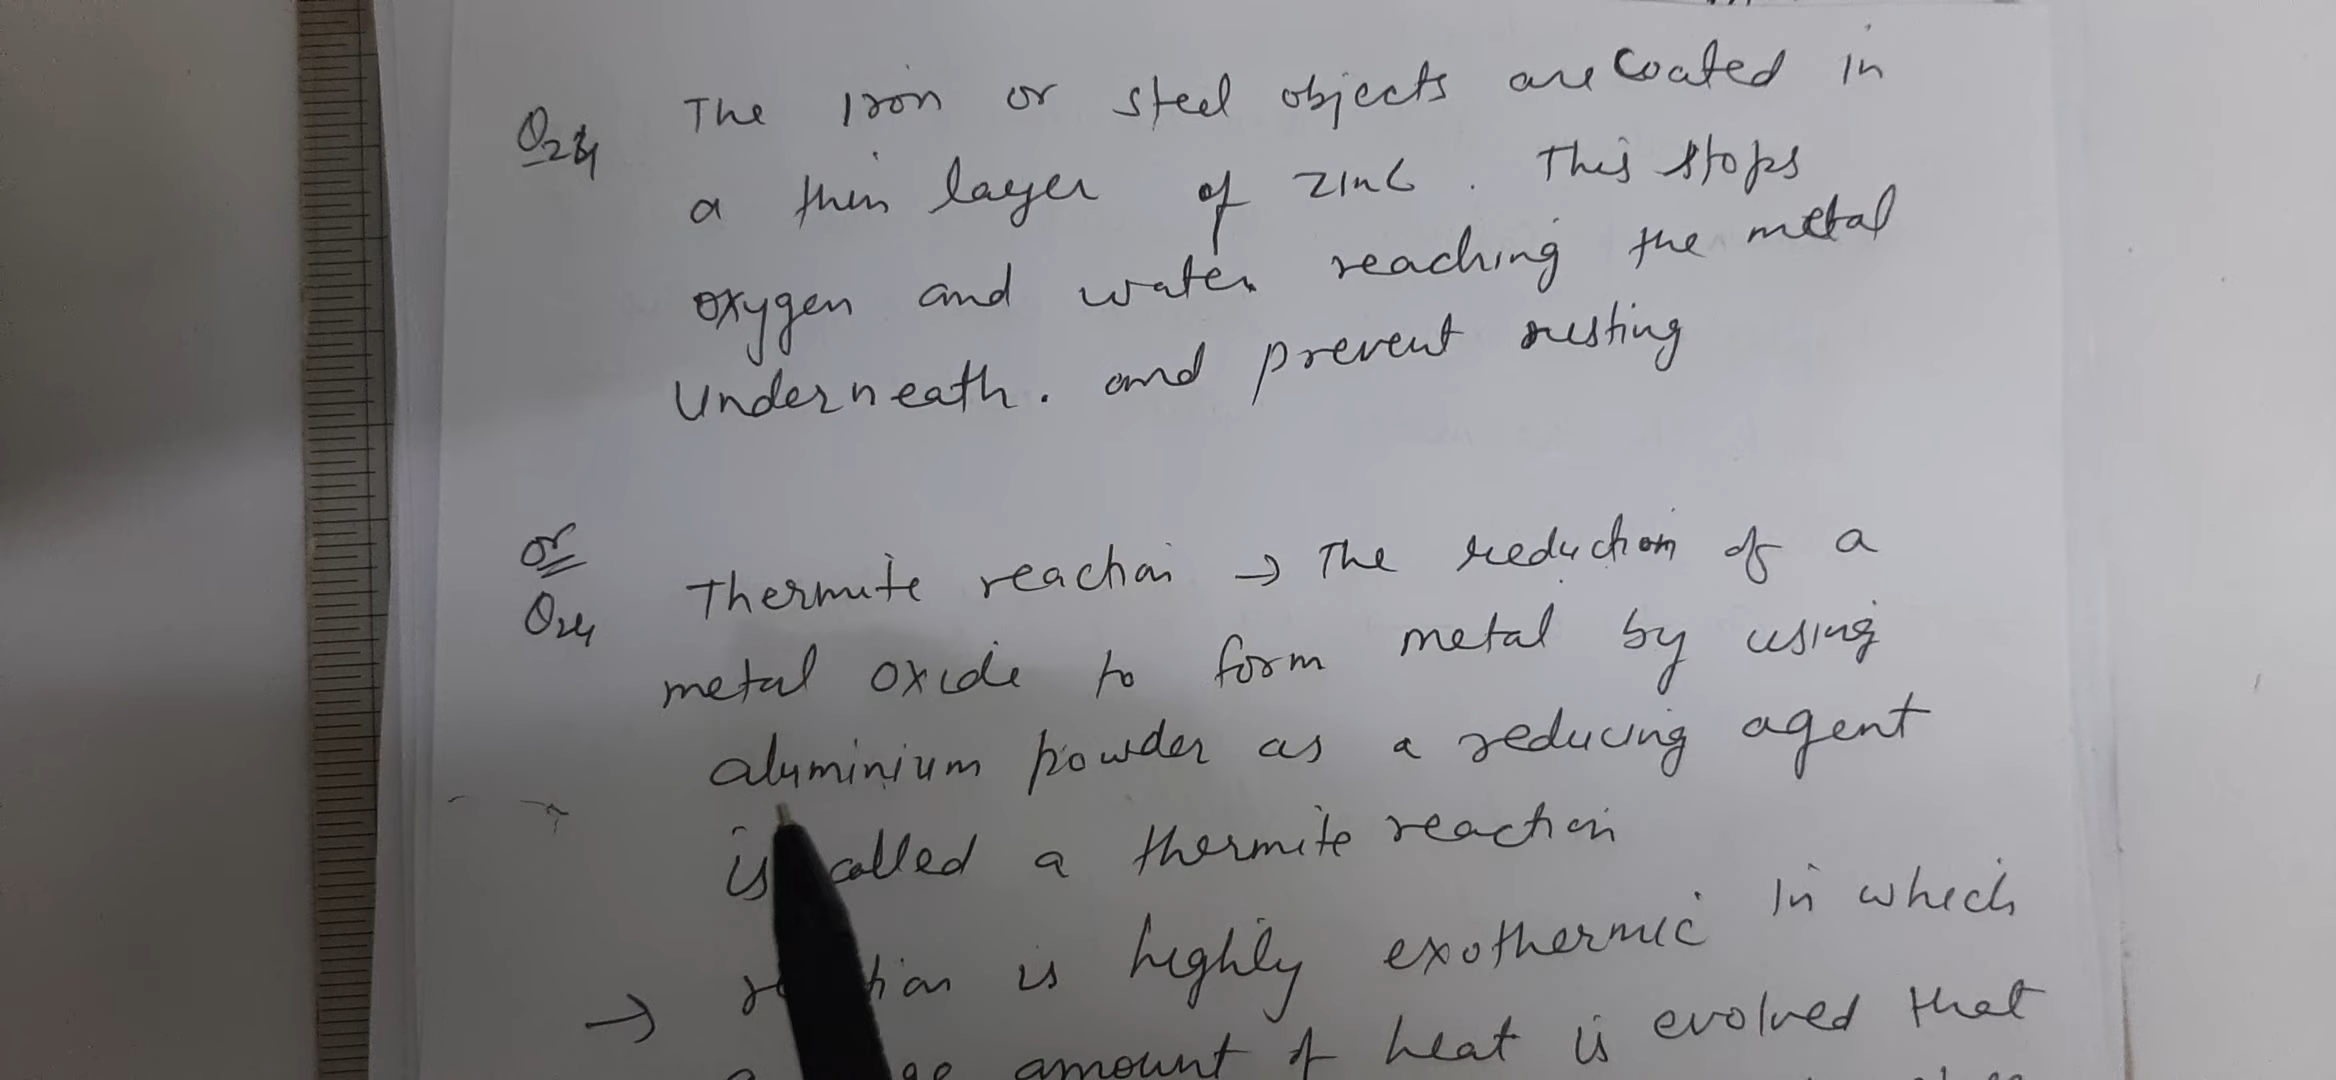 Q24 The Iron or steel objects are coated in
a thin layer of zinc. This stops
oxygen and water reaching the metal
Underneath. and prevent rusting
or
Q24 Thermite reaction → The reduction of a
metal oxide to form metal by using
aluminium powder as a reducing agent
is called a thermite reaction
→ is highly exothermic in which
amount of heat is evolved that